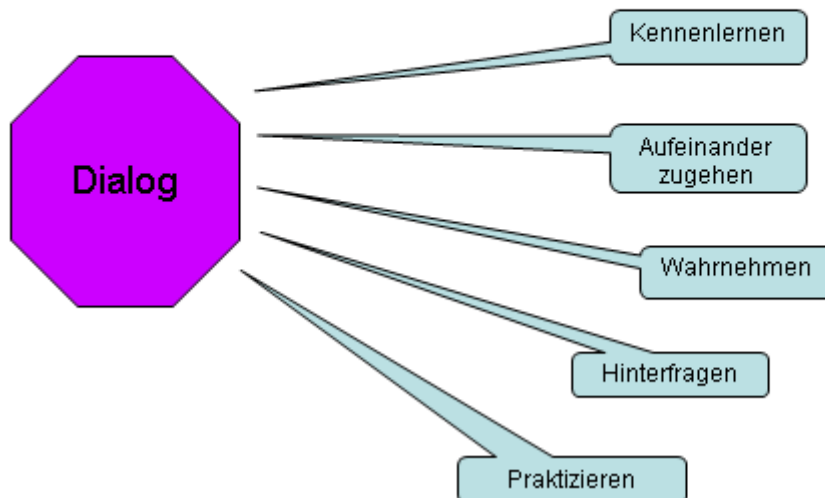 Kennenlernen
Dialog
Aufeinander
zugehen
Wahrnehmen
Hinterfragen
Praktizieren